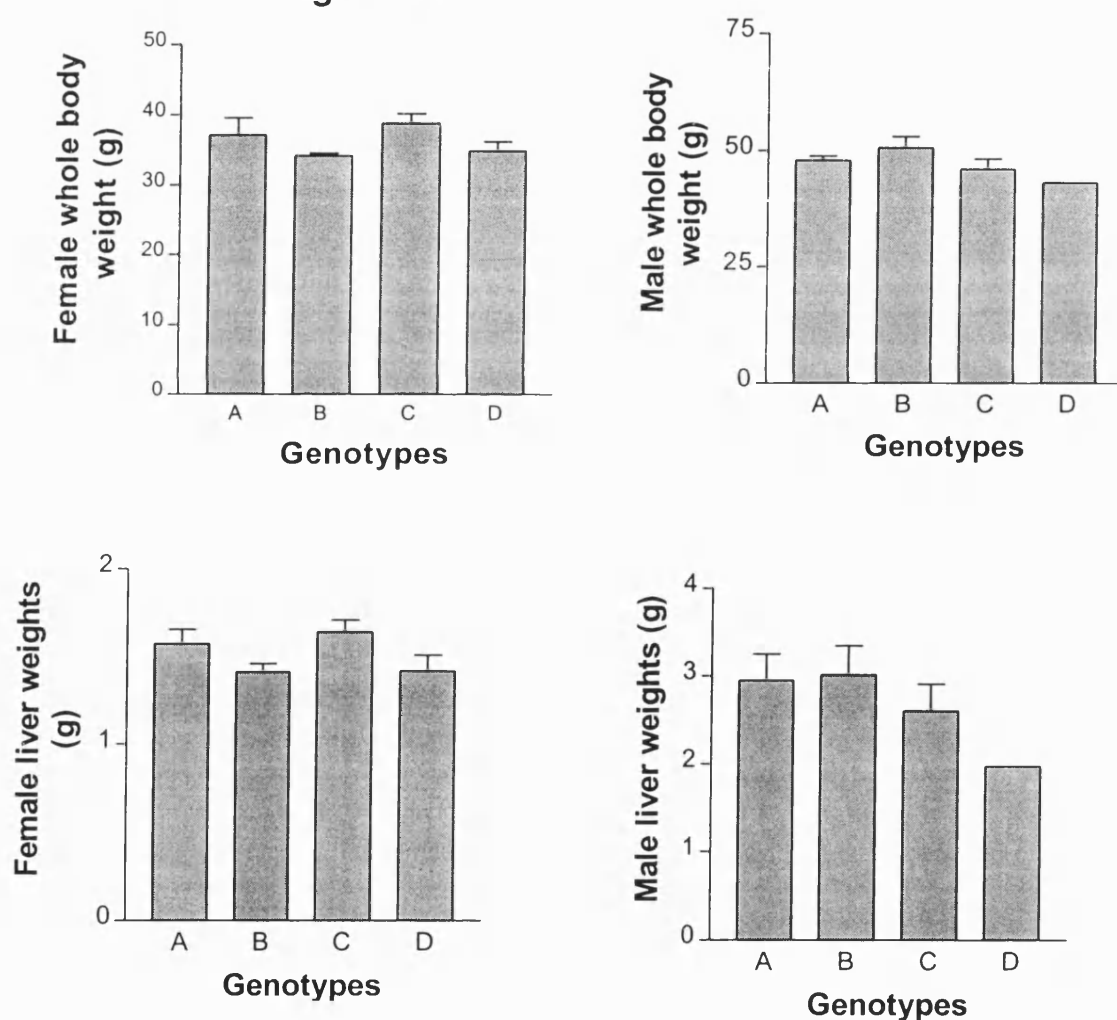 50
40
30
20
10
0
Female whole body
weight (g)
A B C D
Genotypes
75
50
25
0
Male whole body
weight (g)
A B C D
Genotypes
2
1
0
Female liver weights
(g)
A B C D
Genotypes
4
3
2
1
0
Male liver weights (g)
A B C D
Genotypes